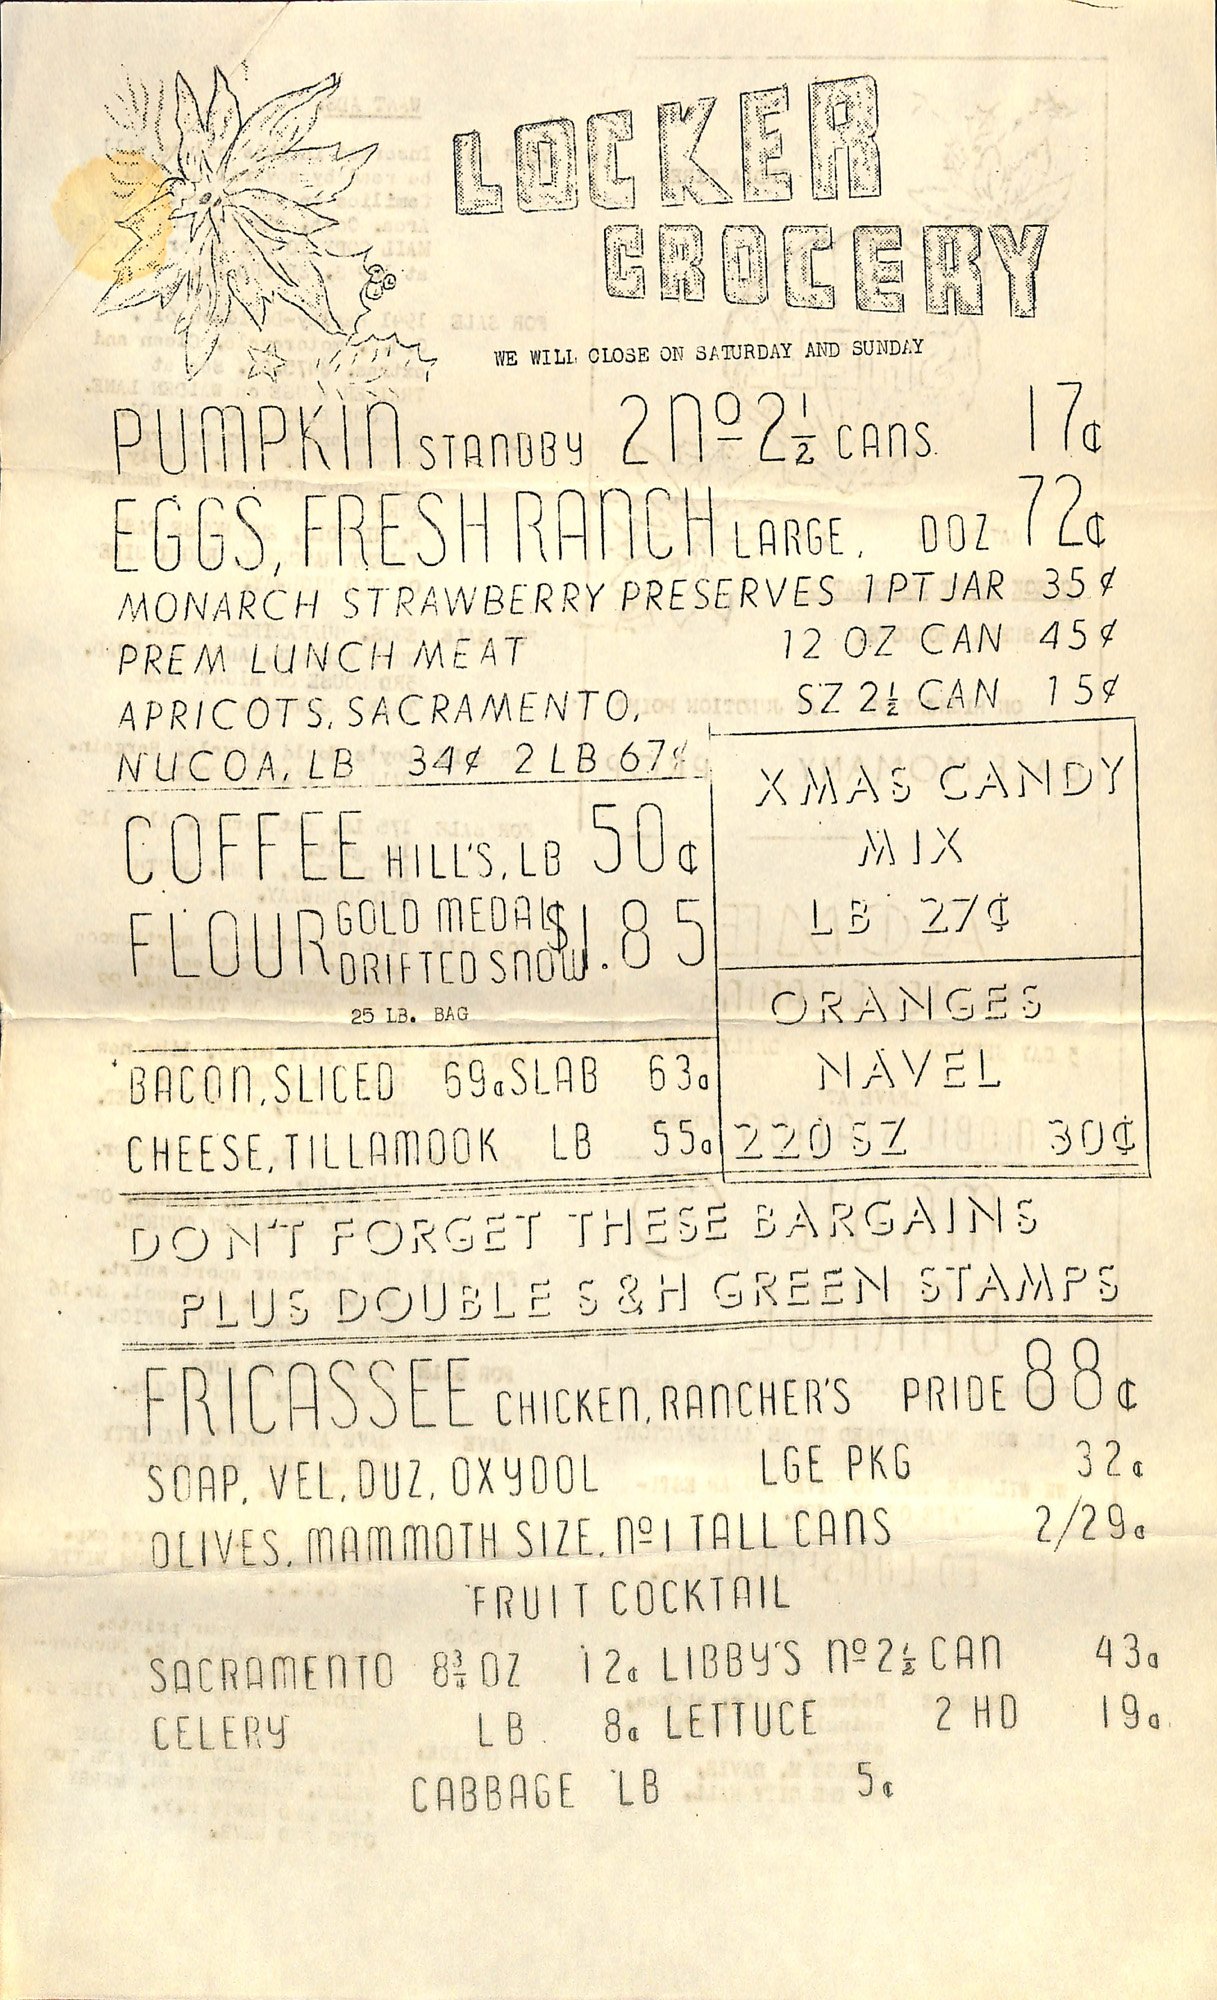 LOCKER
GROCERY
WE WILL CLOSE ON SATURDAY AND SUNDAY
PUMPKIN STANDBY 2 Nº 2½ CANS 17¢
EGGS, FRESH RANCH LARGE, DOZ 72¢
MONARCH STRAWBERRY PRESERVES 1 PT JAR 35¢
PREM LUNCH MEAT 12 OZ CAN 45¢
APRICOTS, SACRAMENTO, SZ 2½ CAN 15¢
NUCOA, LB 34¢ 2 LB 67¢
XMAS CANDY
MIX
LB 27¢
COFFEE HILL'S, LB 50¢
FLOUR GOLD MEDAL DRIFTED SNOW $1.85
25 LB. BAG
ORANGES
NAVEL
220 SZ 30¢
BACON, SLICED 69¢ SLAB 63¢
CHEESE, TILLAMOOK LB 55¢
DON'T FORGET THESE BARGAINS
PLUS DOUBLE S&H GREEN STAMPS
FRICASSEE CHICKEN, RANCHER'S PRIDE 88¢
SOAP, VEL, DUZ, OXYDOL LGE PKG 32¢
OLIVES, MAMMOTH SIZE, Nº 1 TALL CANS 2/29¢
FRUIT COCKTAIL
SACRAMENTO 8¾ OZ 12¢ LIBBY'S Nº 2½ CAN 43¢
CELERY LB. 8¢ LETTUCE 2 HD 19¢
CABBAGE LB 5¢